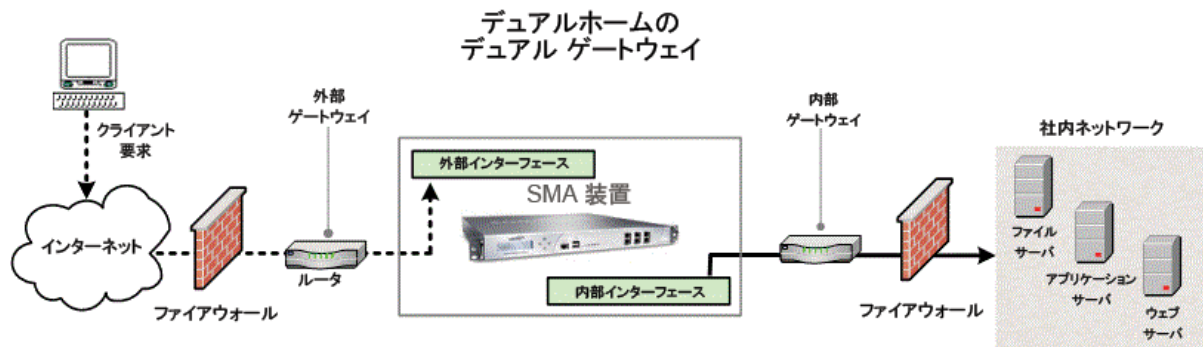 デュアルホームの
デュアル ゲートウェイ
クライアント
要求
外部
ゲートウェイ
内部
ゲートウェイ
社内ネットワーク
外部インターフェース
SMA 装置
インターネット
ルータ
ファイアウォール
内部インターフェース
ファイアウォール
ファイル
サーバ
アプリケーション
サーバ
ウェブ
サーバ